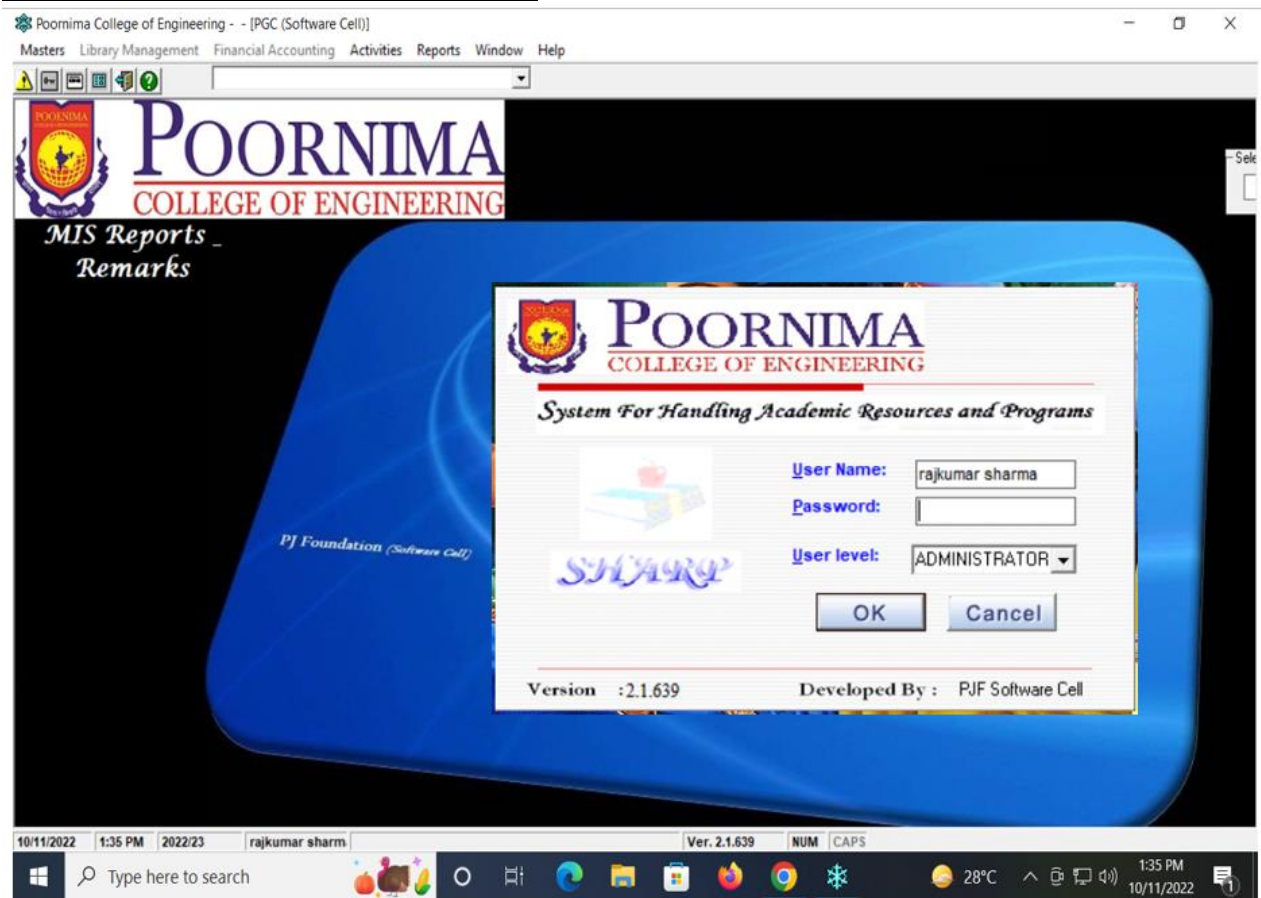 Poornima College of Engineering - - [PGC (Software Cell)]
Masters Library Management Financial Accounting Activities Reports Window Help
POORNIMA
COLLEGE OF ENGINEERING
Sele
MIS Reports _
Remarks
POORNIMA
COLLEGE OF ENGINEERING
System For Handling Academic Resources and Programs
User Name: rajkumar sharma
Password:
PJ Foundation (Software Cell)
SHARP
User level: ADMINISTRATOR
OK Cancel
Version :2.1.639 Developed By : PJF Software Cell
10/11/2022 1:35 PM 2022/23 rajkumar sharm Ver. 2.1.639 NUM CAPS
Type here to search 28°C 1:35 PM
10/11/2022 1